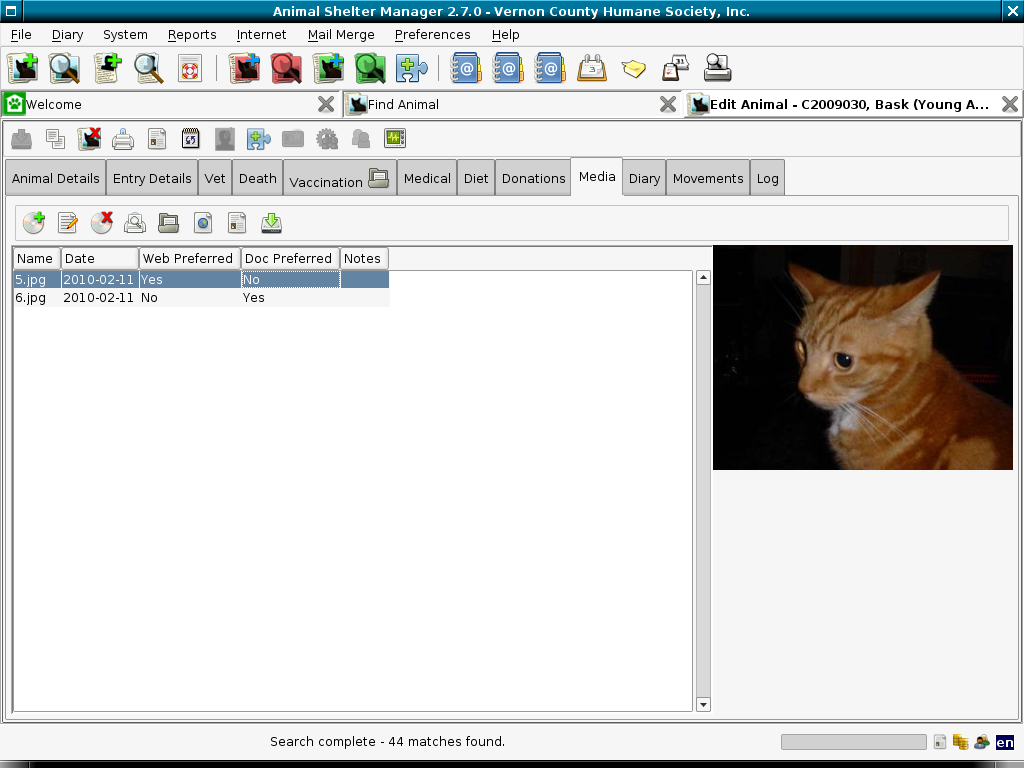 Animal Shelter Manager 2.7.0 - Vernon County Humane Society, Inc.
File Diary System Reports Internet Mail Merge Preferences Help
Welcome Find Animal Edit Animal - C2009030, Bask (Young A...
Animal Details Entry Details Vet Death Vaccination Medical Diet Donations Media Diary Movements Log
Name Date Web Preferred Doc Preferred Notes
5.jpg 2010-02-11 Yes No
6.jpg 2010-02-11 No Yes
Search complete - 44 matches found.
en